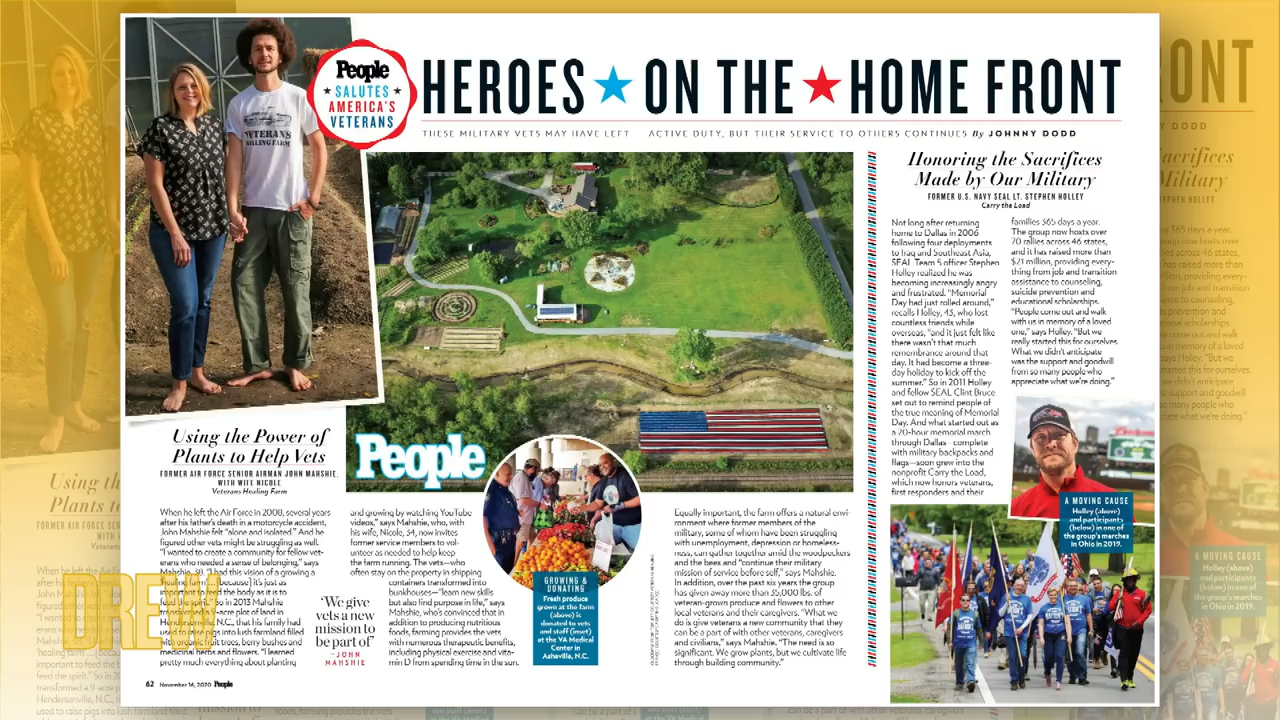 People
SALUTES
AMERICA'S
VETERANS
HEROES ON THE HOME FRONT
THESE MILITARY VETS MAY HAVE LEFT ACTIVE DUTY, BUT THEIR SERVICE TO OTHERS CONTINUES By JOHNNY DODD
VETERANS
HEALING FARM
Using the Power of
Plants to Help Vets
FORMER AIR FORCE SENIOR AIRMAN JOHN MAHSHIE,
WITH WIFE NICOLE
Veterans Healing Farm
When he left the Air Force in 2008, several years
after his father's death in a motorcycle accident,
John Mahshie felt "alone and isolated." And he
figured other vets might be struggling as well.
"I wanted to create a community for fellow vet-
erans who needed a sense of belonging," says
Mahshie, 38. "I had this vision of a growing a
'healing farm' ... because] it's just as
important to feed the body as it is to
feed the spirit." So in 2013 Mahshie
transformed a 9-acre plot of land in
Hendersonville, N.C., that his family had
used to raise pigs into lush farmland filled
with organic fruit trees, berry bushes and
medicinal herbs and flowers. "I learned
pretty much everything about planting
and growing by watching YouTube
videos," says Mahshie, who, with
his wife, Nicole, 34, now invites
former service members to vol-
unteer as needed to help keep
the farm running. The vets—who
often stay on the property in shipping
containers transformed into
bunkhouses—"learn new skills
but also find purpose in life," says
Mahshie, who's convinced that in
addition to producing nutritious
foods, farming provides the vets
with numerous therapeutic benefits,
including physical exercise and vita-
min D from spending time in the sun.
'We give
vets a new
mission to
be part of'
—JOHN
MAHSHIE
People
GROWING &
DONATING
Fresh produce
grown at the farm
(above) is
donated to vets
and staff (inset)
at the VA Medical
Center in
Asheville, N.C.
Equally important, the farm offers a natural envi-
ronment where former members of the
military, some of whom have been struggling
with unemployment, depression or homeless-
ness, can gather together amid the woodpeckers
and the bees and "continue their military
mission of service before self," says Mahshie.
In addition, over the past six years the group
has given away more than 35,000 lbs. of
veteran-grown produce and flowers to other
local veterans and their caregivers. "What we
do is give veterans a new community that they
can be a part of with other veterans, caregivers
and civilians," says Mahshie. "The need is so
significant. We grow plants, but we cultivate life
through building community."
Honoring the Sacrifices
Made by Our Military
FORMER U.S. NAVY SEAL LT. STEPHEN HOLLEY
Carry the Load
Not long after returning
home to Dallas in 2006
following four deployments
to Iraq and Southeast Asia,
SEAL Team 5 officer Stephen
Holley realized he was
becoming increasingly angry
and frustrated. "Memorial
Day had just rolled around,"
recalls Holley, 43, who lost
countless friends while
overseas, "and it just felt like
there wasn't that much
remembrance around that
day. It had become a three-
day holiday to kick off the
summer." So in 2011 Holley
and fellow SEAL Clint Bruce
set out to remind people of
the true meaning of Memorial
Day. And what started out as
a 20-hour memorial march
through Dallas—complete
with military backpacks and
flags—soon grew into the
nonprofit Carry the Load,
which now honors veterans,
first responders and their
families 365 days a year.
The group now hosts over
70 rallies across 46 states,
and it has raised more than
$21 million, providing every-
thing from job and transition
assistance to counseling,
suicide prevention and
educational scholarships.
"People come out and walk
with us in memory of a loved
one," says Holley. "But we
really started this for ourselves.
What we didn't anticipate
was the support and goodwill
from so many people who
appreciate what we're doing."
A MOVING CAUSE
Holley (above)
and participants
(below) in one of
the group's marches
in Ohio in 2019.
62 November 16, 2020 People